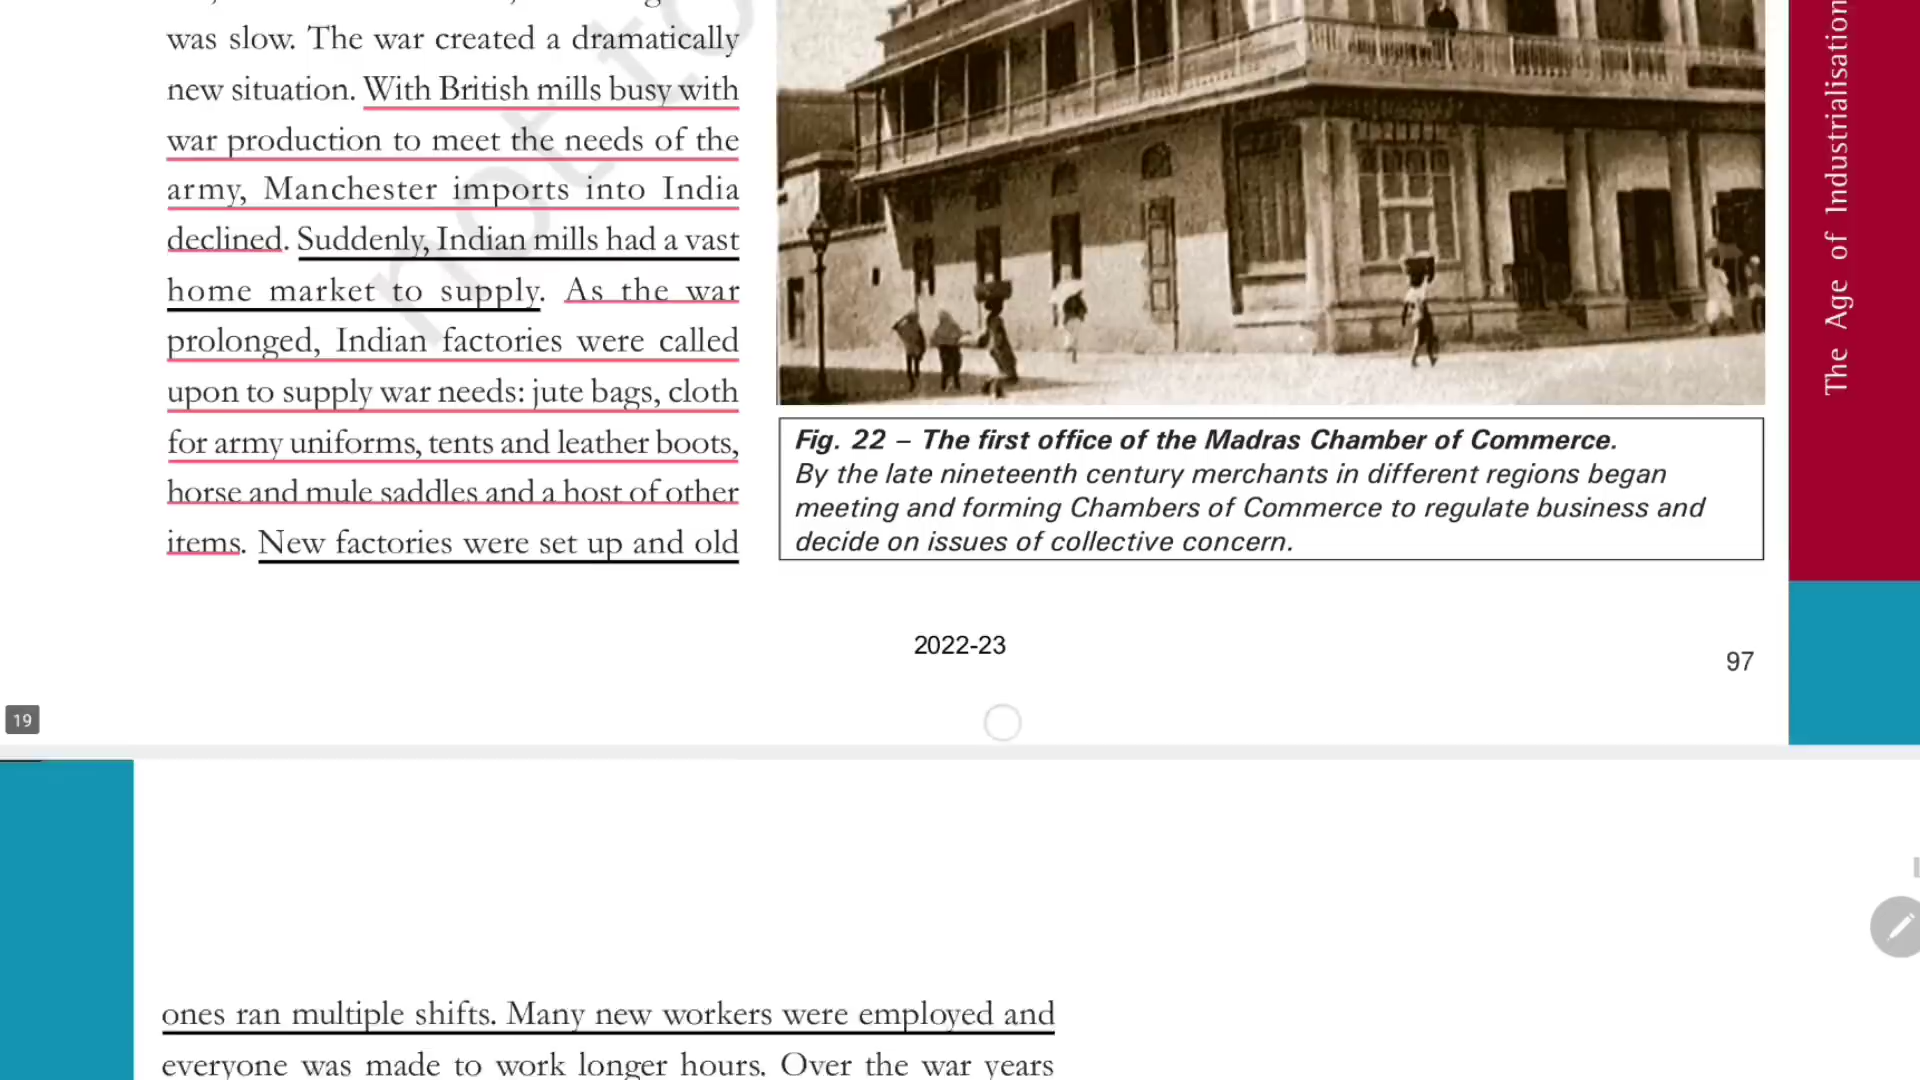 was slow. The war created a dramatically
new situation. With British mills busy with
war production to meet the needs of the
army, Manchester imports into India
declined. Suddenly, Indian mills had a vast
home market to supply. As the war
prolonged, Indian factories were called
upon to supply war needs: jute bags, cloth
for army uniforms, tents and leather boots,
horse and mule saddles and a host of other
items. New factories were set up and old
Fig. 22 – The first office of the Madras Chamber of Commerce.
By the late nineteenth century merchants in different regions began
meeting and forming Chambers of Commerce to regulate business and
decide on issues of collective concern.
The Age of Industrialisation
2022-23
97
19
ones ran multiple shifts. Many new workers were employed and
everyone was made to work longer hours. Over the war years
not to